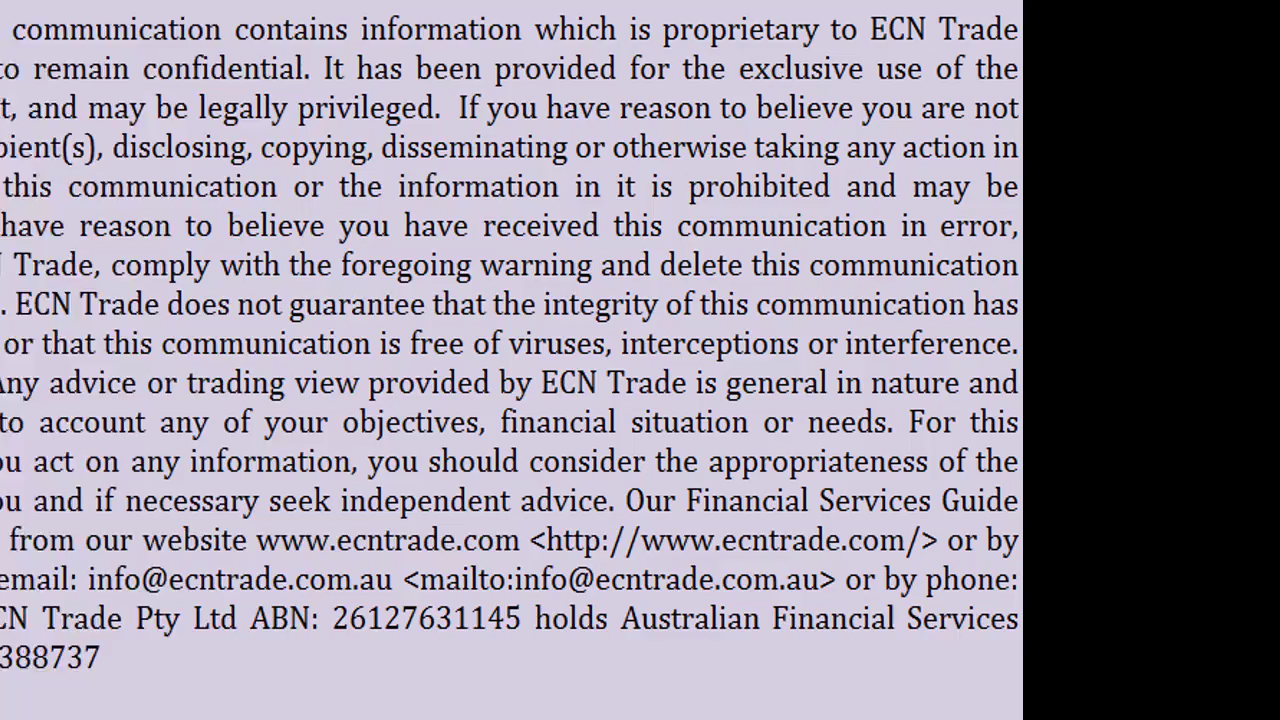 communication contains information which is proprietary to ECN Trade
to remain confidential. It has been provided for the exclusive use of the
t, and may be legally privileged.  If you have reason to believe you are not
pient(s), disclosing, copying, disseminating or otherwise taking any action in
this communication or the information in it is prohibited and may be
have reason to believe you have received this communication in error,
Trade, comply with the foregoing warning and delete this communication
. ECN Trade does not guarantee that the integrity of this communication has
or that this communication is free of viruses, interceptions or interference.
Any advice or trading view provided by ECN Trade is general in nature and
to account any of your objectives, financial situation or needs. For this
ou act on any information, you should consider the appropriateness of the
ou and if necessary seek independent advice. Our Financial Services Guide
from our website www.ecntrade.com <http://www.ecntrade.com/> or by
email: info@ecntrade.com.au <mailto:info@ecntrade.com.au> or by phone:
CN Trade Pty Ltd ABN: 26127631145 holds Australian Financial Services
388737